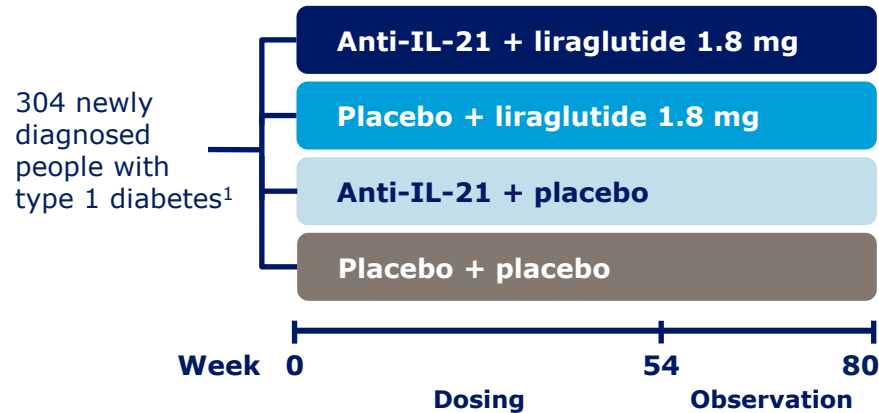 Anti-IL-21 + liraglutide 1.8 mg
304 newly
diagnosed
people with
type 1 diabetes¹
Placebo + liraglutide 1.8 mg
Anti-IL-21 + placebo
Placebo + placebo
Week 0 54 80
Dosing Observation